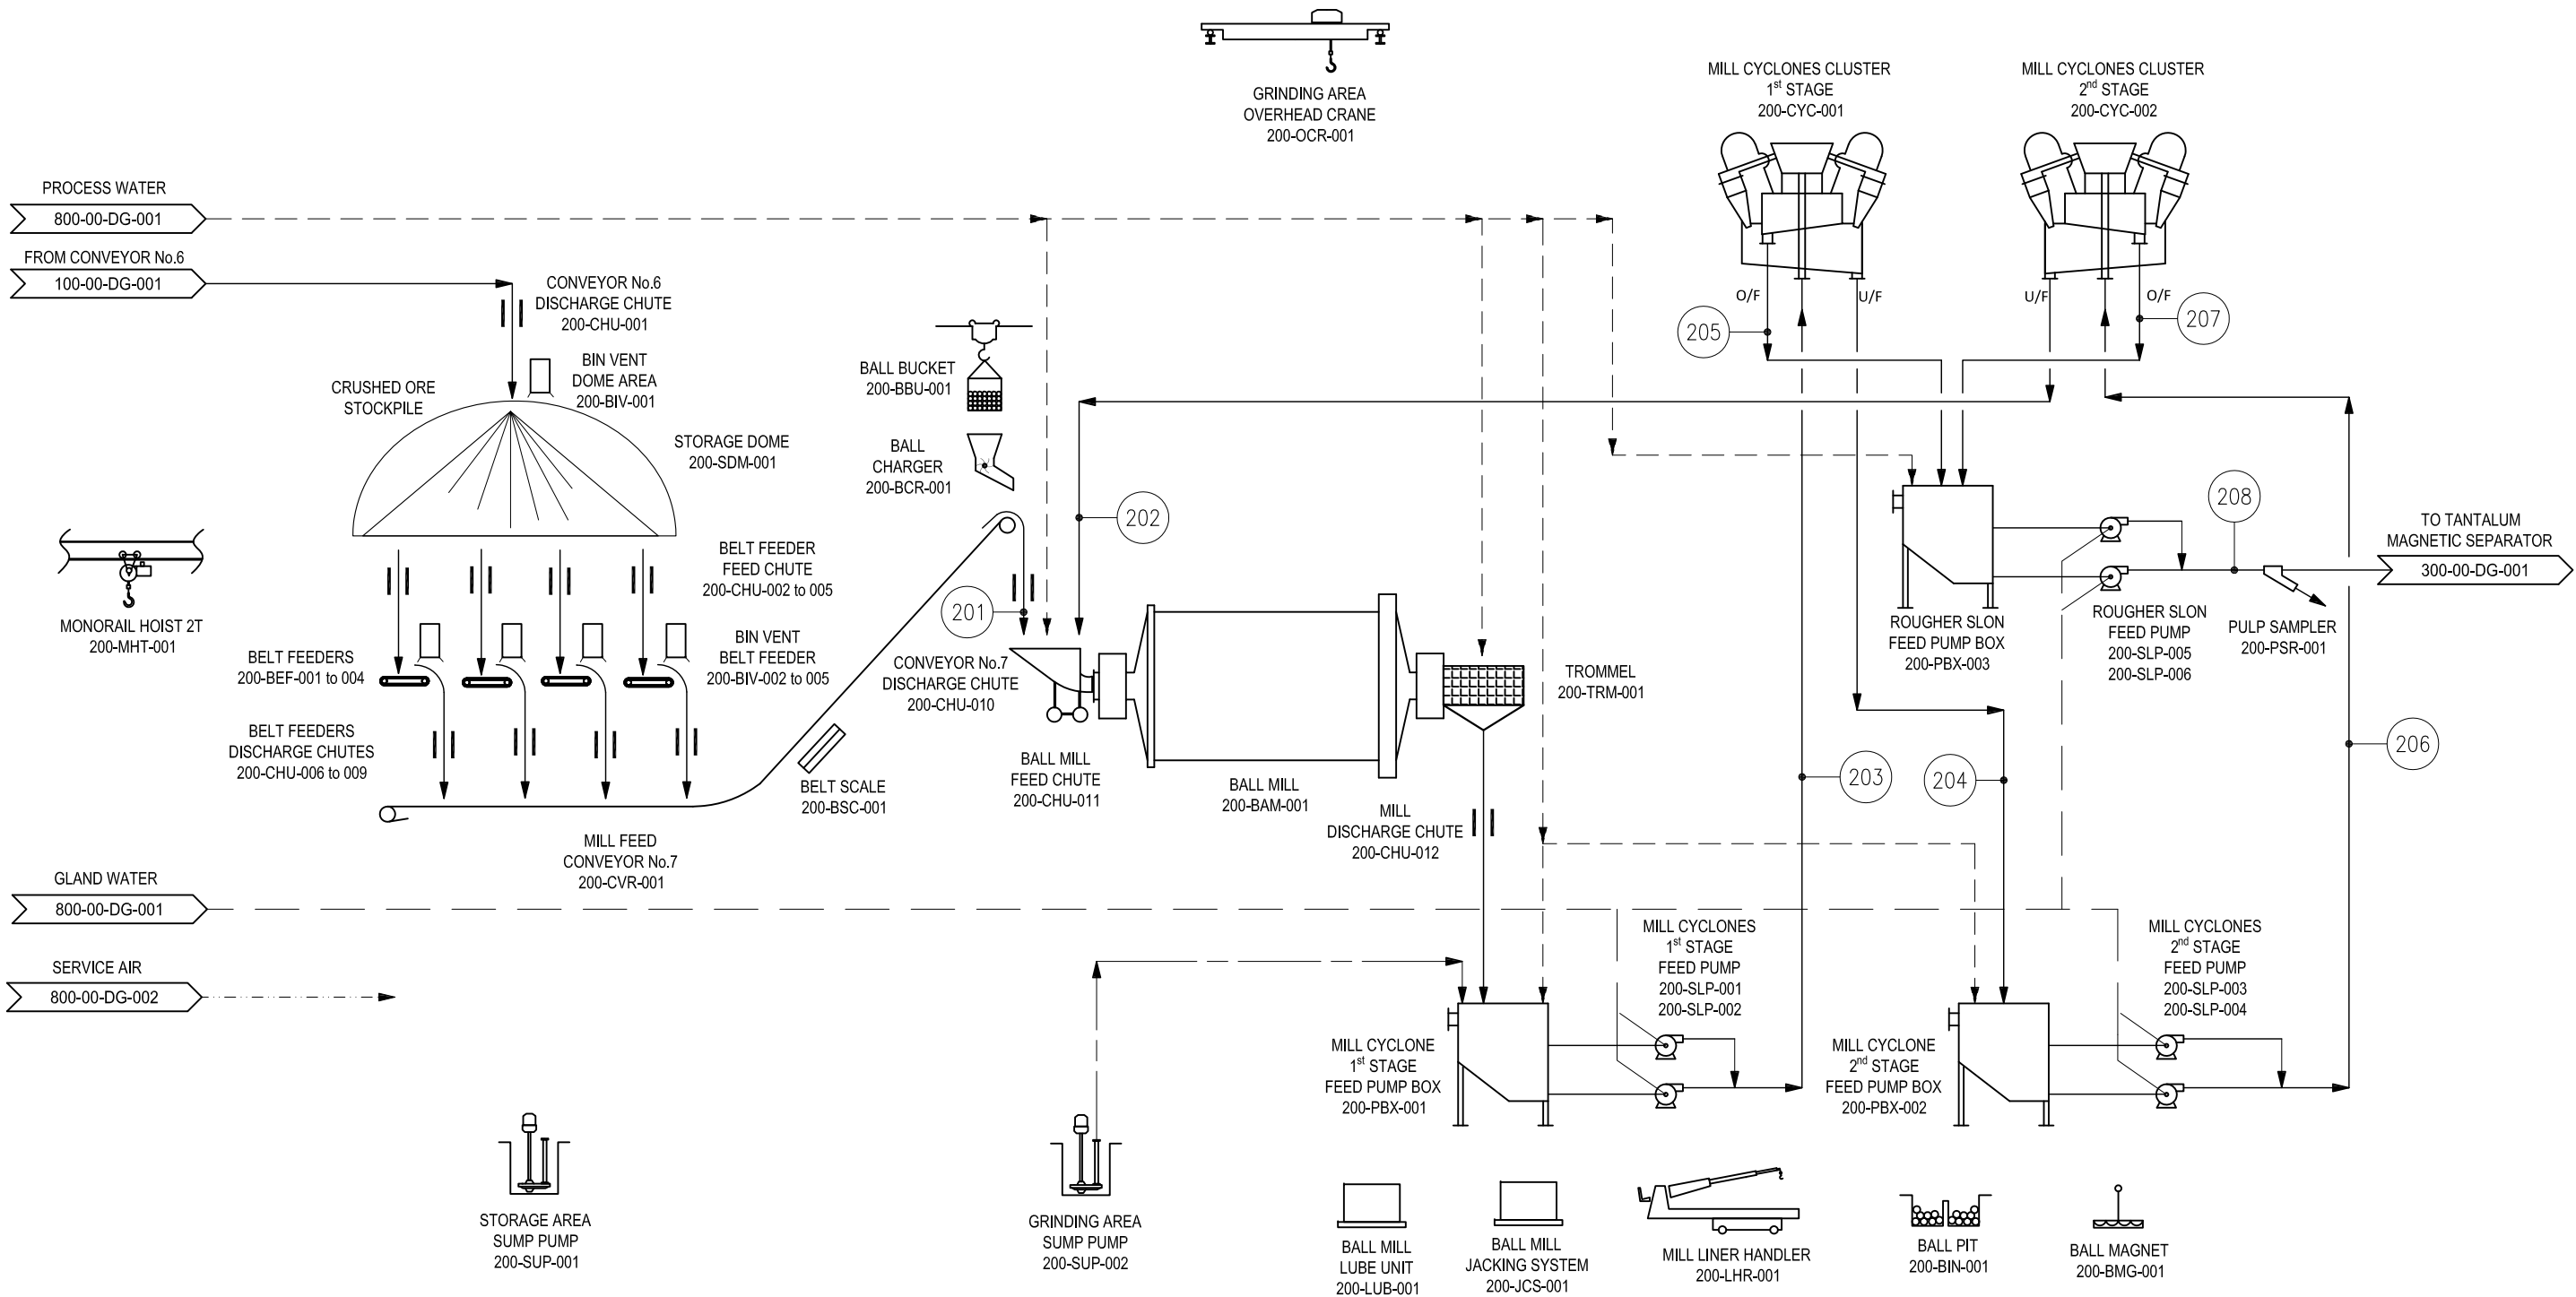 GRINDING AREA
OVERHEAD CRANE
200-OCR-001
MILL CYCLONES CLUSTER
1st STAGE
200-CYC-001
MILL CYCLONES CLUSTER
2nd STAGE
200-CYC-002
PROCESS WATER
800-00-DG-001
FROM CONVEYOR No.6
100-00-DG-001
CONVEYOR No.6
DISCHARGE CHUTE
200-CHU-001
BIN VENT
DOME AREA
200-BIV-001
CRUSHED ORE
STOCKPILE
STORAGE DOME
200-SDM-001
BALL BUCKET
200-BBU-001
BALL
CHARGER
200-BCR-001
O/F
U/F
U/F
O/F
205
207
202
208
TO TANTALUM
MAGNETIC SEPARATOR
300-00-DG-001
MONORAIL HOIST 2T
200-MHT-001
BELT FEEDER
FEED CHUTE
200-CHU-002 to 005
BELT FEEDERS
200-BEF-001 to 004
BIN VENT
BELT FEEDER
200-BIV-002 to 005
201
CONVEYOR No.7
DISCHARGE CHUTE
200-CHU-010
TROMMEL
200-TRM-001
ROUGHER SLON
FEED PUMP BOX
200-PBX-003
ROUGHER SLON
FEED PUMP
200-SLP-005
200-SLP-006
PULP SAMPLER
200-PSR-001
BELT FEEDERS
DISCHARGE CHUTES
200-CHU-006 to 009
BELT SCALE
200-BSC-001
BALL MILL
FEED CHUTE
200-CHU-011
BALL MILL
200-BAM-001
MILL
DISCHARGE CHUTE
200-CHU-012
203
204
206
MILL FEED
CONVEYOR No.7
200-CVR-001
GLAND WATER
800-00-DG-001
SERVICE AIR
800-00-DG-002
MILL CYCLONES
1st STAGE
FEED PUMP
200-SLP-001
200-SLP-002
MILL CYCLONES
2nd STAGE
FEED PUMP
200-SLP-003
200-SLP-004
MILL CYCLONE
1st STAGE
FEED PUMP BOX
200-PBX-001
MILL CYCLONE
2nd STAGE
FEED PUMP BOX
200-PBX-002
STORAGE AREA
SUMP PUMP
200-SUP-001
GRINDING AREA
SUMP PUMP
200-SUP-002
BALL MILL
LUBE UNIT
200-LUB-001
BALL MILL
JACKING SYSTEM
200-JCS-001
MILL LINER HANDLER
200-LHR-001
BALL PIT
200-BIN-001
BALL MAGNET
200-BMG-001